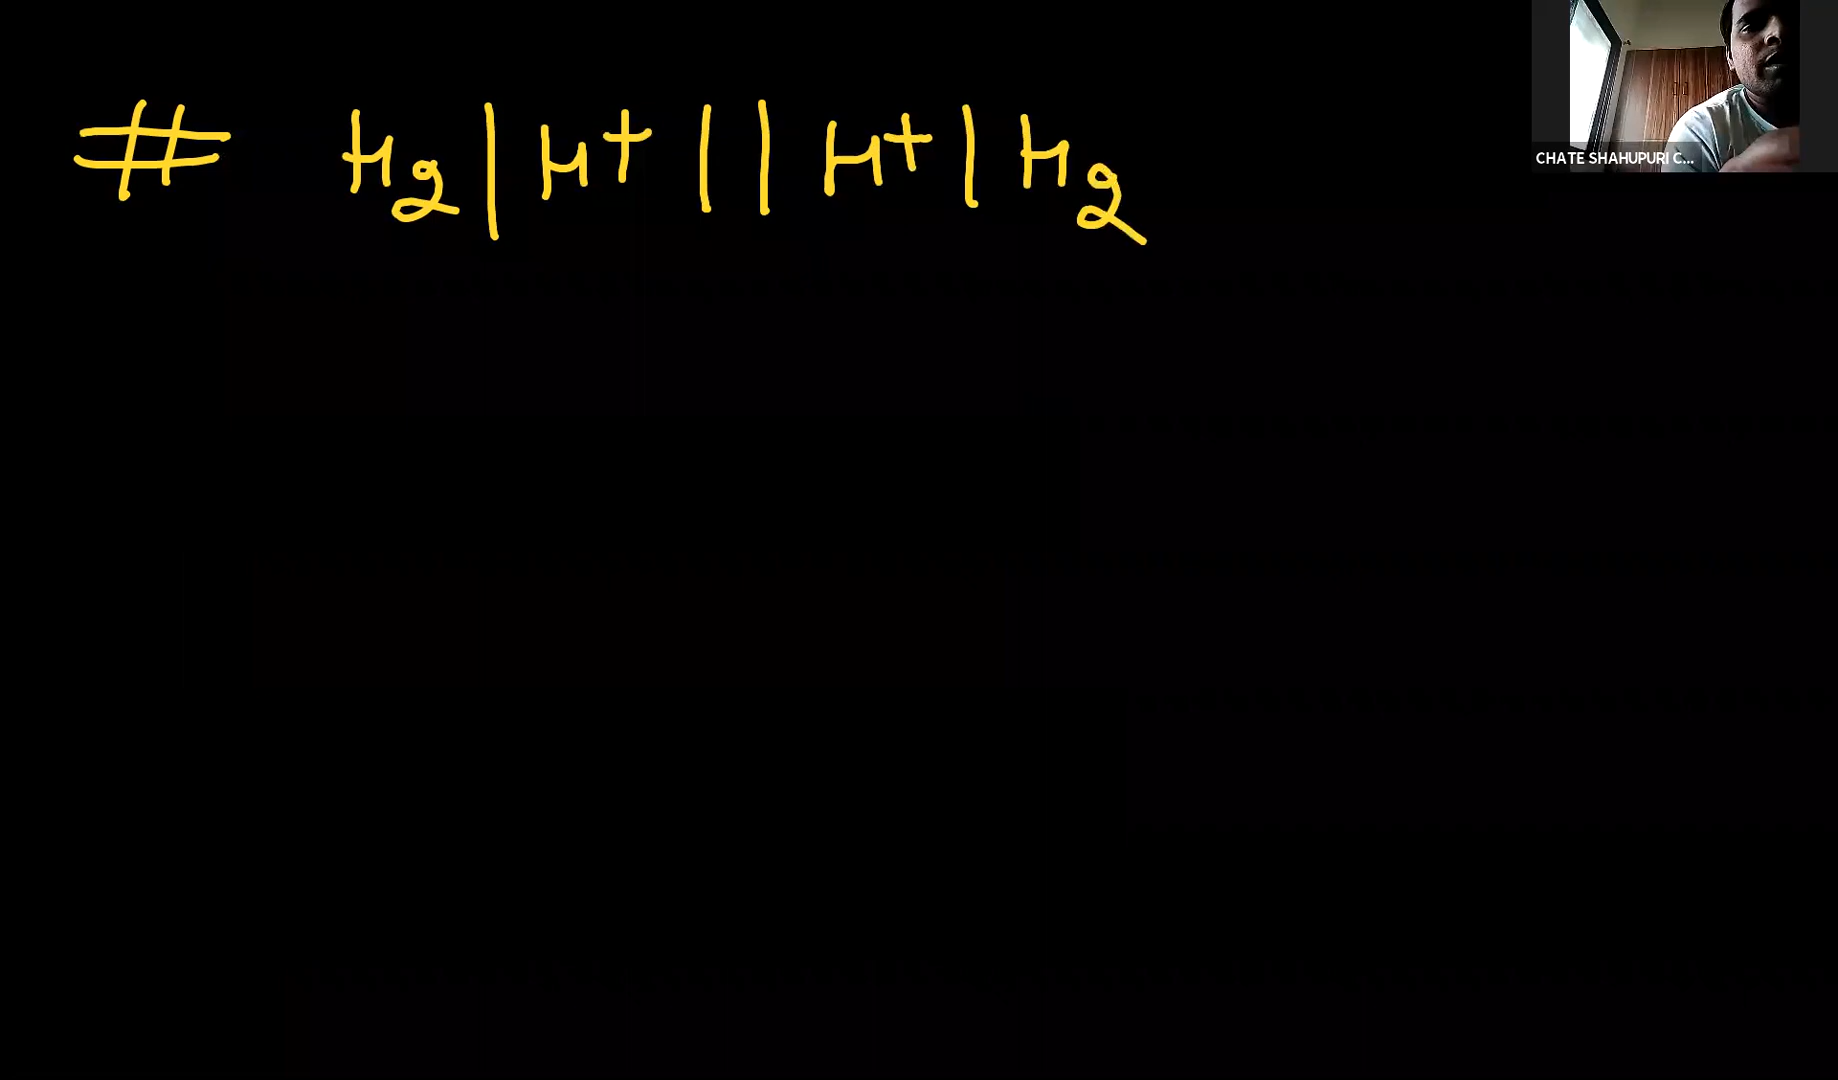 # H₂ | H⁺ || H⁺ | H₂
CHATE SHAHUPURI C...